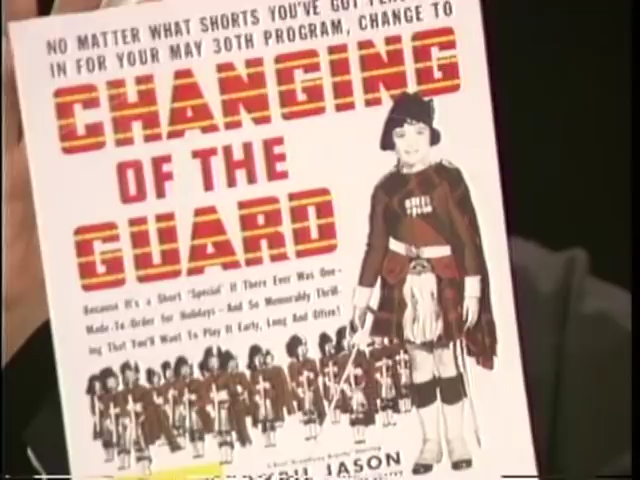 NO MATTER WHAT SHORTS YOU'VE GOT
IN FOR YOUR MAY 30TH PROGRAM, CHANGE TO
CHANGING
OF THE
GUARD
Because It's a Short "Special" If There Ever Was One-
Made-To-Order for Holidays - And So Memorably Thrill-
ing That You'll Want To Play It Early, Long And Often!
JASON